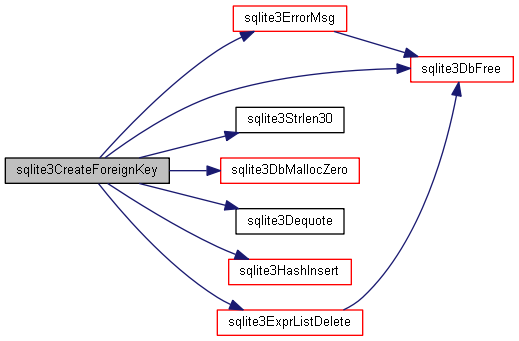 sqlite3ErrorMsg
sqlite3DbFree
sqlite3Strlen30
sqlite3CreateForeignKey
sqlite3DbMallocZero
sqlite3Dequote
sqlite3HashInsert
sqlite3ExprListDelete